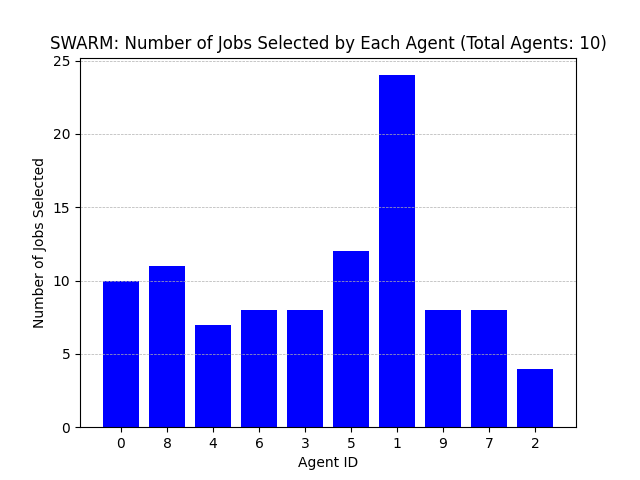 SWARM: Number of Jobs Selected by Each Agent (Total Agents: 10)
25
20
15
10
5
0
Number of Jobs Selected
0 8 4 6 3 5 1 9 7 2
Agent ID